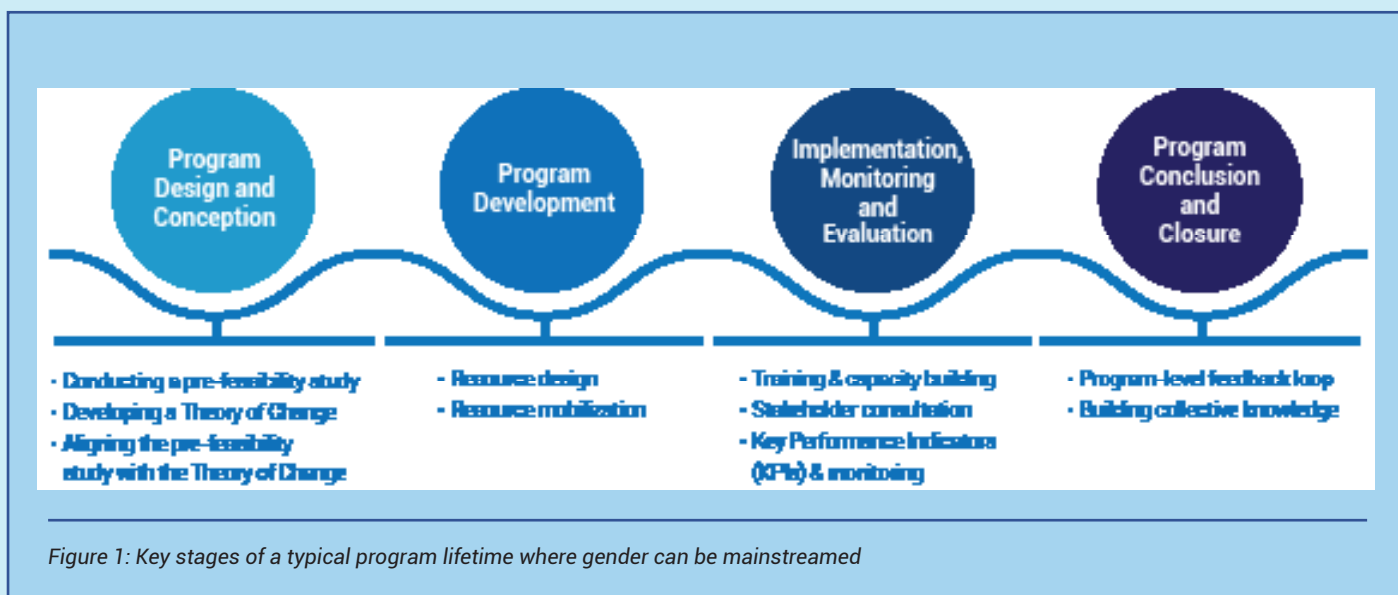 Program
Design and
Conception
Program
Development
Implementation,
Monitoring
and
Evaluation
Program
Conclusion
and
Closure
- Conducting a pre-feasibility study
- Developing a Theory of Change
- Aligning the pre-feasibility
study with the Theory of Change
- Resource design
- Resource mobilization
- Training & capacity building
- Stakeholder consultation
- Key Performance Indicators
(KPIs) & monitoring
- Program-level feedback loop
- Building collective knowledge
Figure 1: Key stages of a typical program lifetime where gender can be mainstreamed